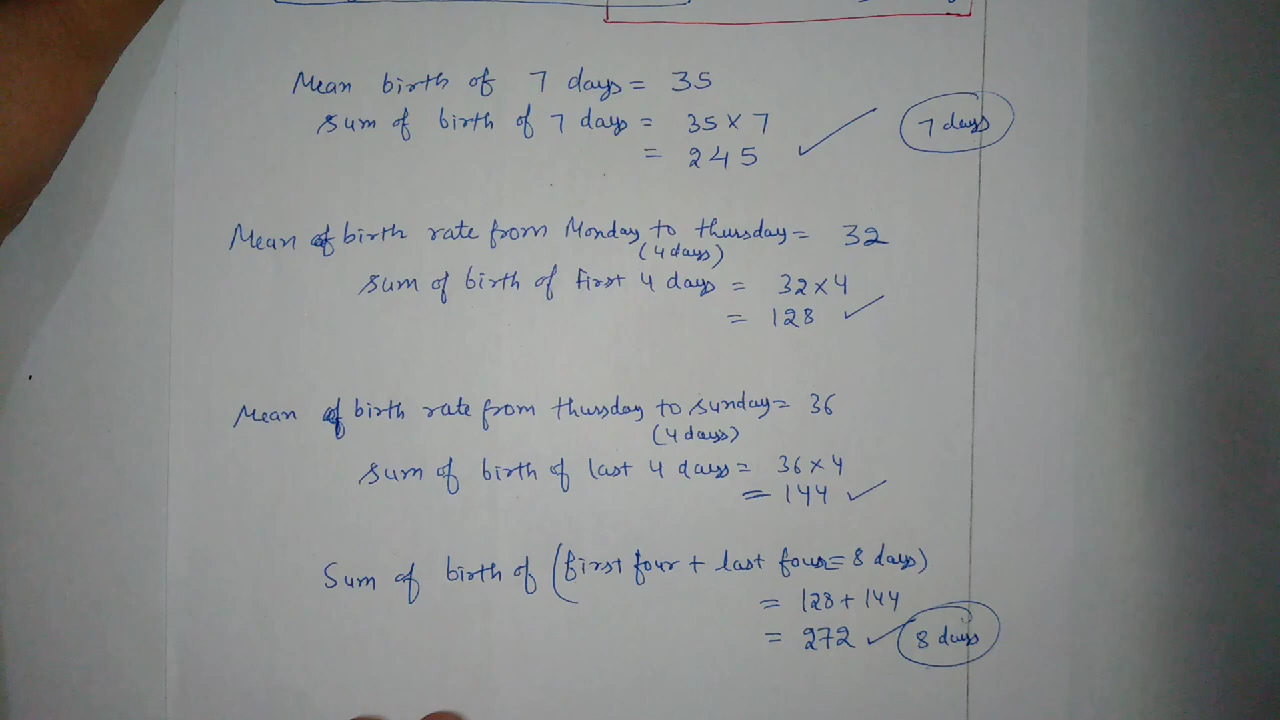 Mean birth of 7 days = 35
Sum of birth of 7 days = 35 × 7
= 245
7 days
Mean of birth rate from Monday to thursday = 32
(4 days)
Sum of birth of first 4 days = 32×4
= 128
Mean of birth rate from thursday to sunday = 36
(4 days)
Sum of birth of last 4 days = 36×4
= 144
Sum of birth of (first four + last four = 8 days)
= 128 + 144
= 272
8 days